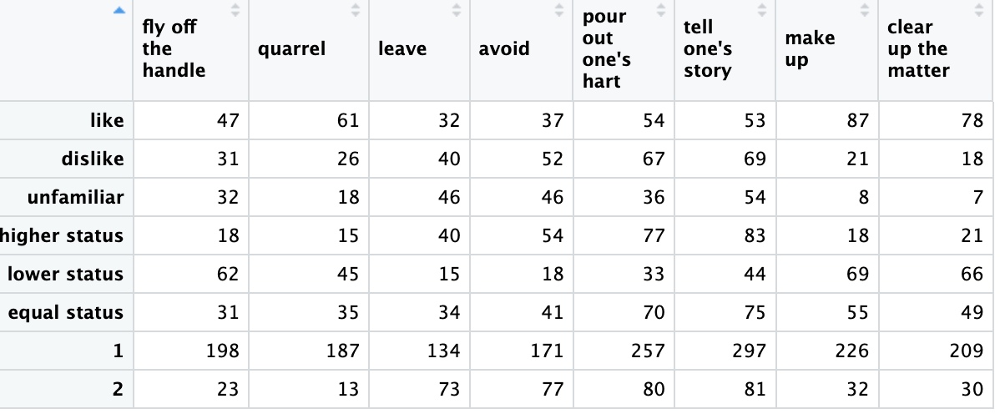 fly off the handle quarrel leave avoid pour out one's hart tell one's story make up clear up the matter
like 47 61 32 37 54 53 87 78
dislike 31 26 40 52 67 69 21 18
unfamiliar 32 18 46 46 36 54 8 7
higher status 18 15 40 54 77 83 18 21
lower status 62 45 15 18 33 44 69 66
equal status 31 35 34 41 70 75 55 49
1 198 187 134 171 257 297 226 209
2 23 13 73 77 80 81 32 30